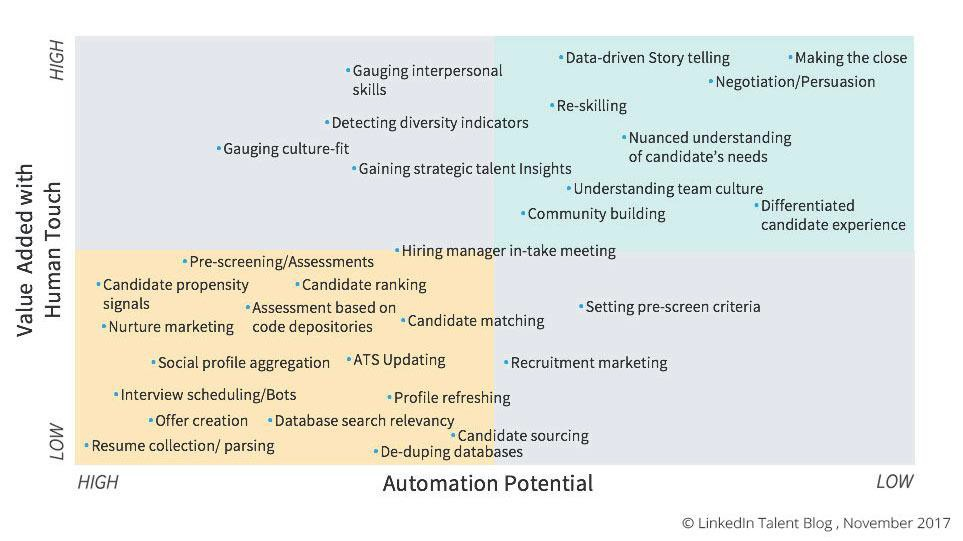 HIGH
Data-driven Story telling
Making the close
Gauging interpersonal
skills
Negotiation/Persuasion
Re-skilling
Detecting diversity indicators
Nuanced understanding
of candidate's needs
Gauging culture-fit
Gaining strategic talent Insights
Understanding team culture
Differentiated
candidate experience
Community building
Value Added with
Human Touch
Hiring manager in-take meeting
Pre-screening/Assessments
Candidate propensity
signals
Candidate ranking
Assessment based on
code depositories
Setting pre-screen criteria
Nurture marketing
Candidate matching
Social profile aggregation
ATS Updating
Recruitment marketing
Interview scheduling/Bots
Profile refreshing
Offer creation
Database search relevancy
Candidate sourcing
Resume collection/ parsing
De-duping databases
LOW
HIGH
Automation Potential
LOW
© LinkedIn Talent Blog , November 2017